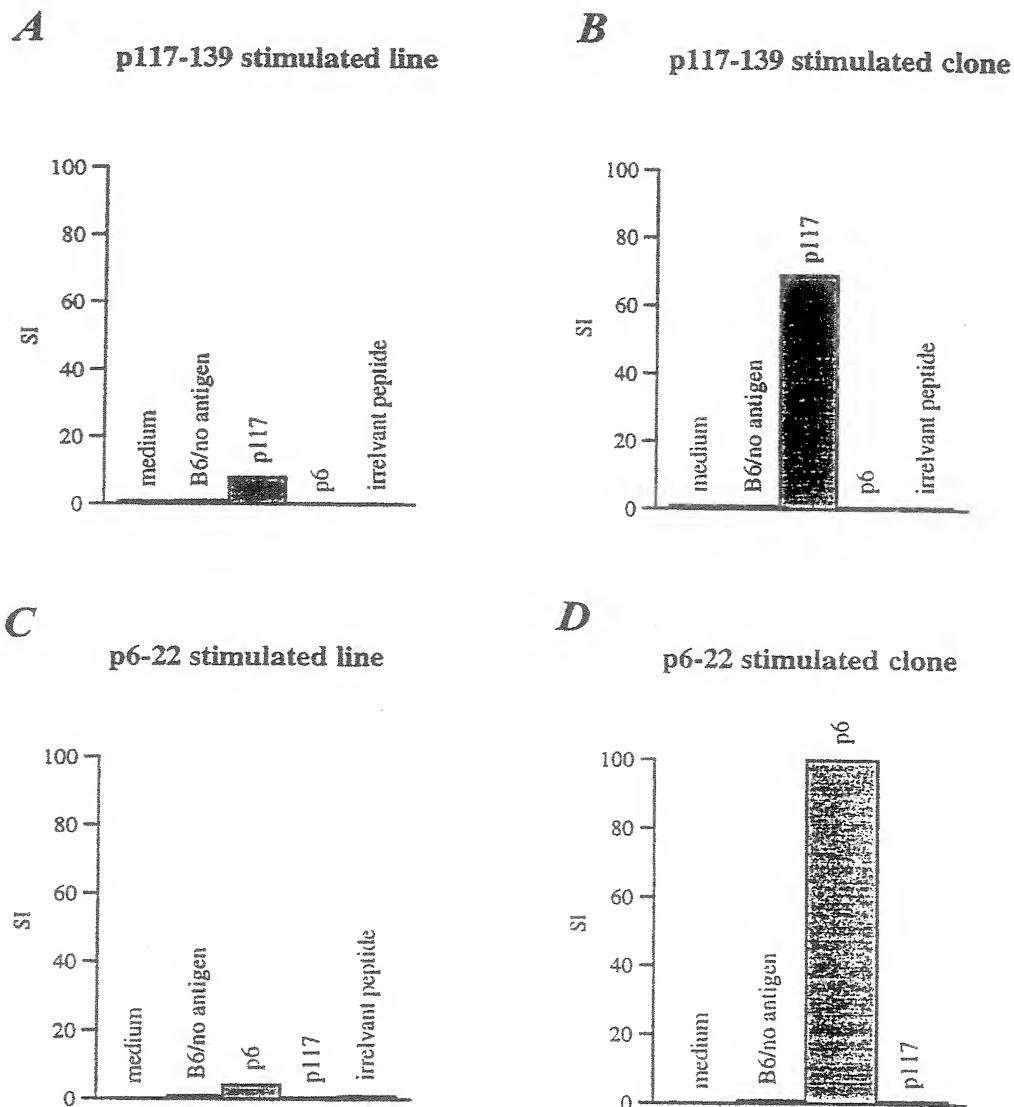 A
p117-139 stimulated line
100
80
60
40
20
0
SI
medium
B6/no antigen
p117
p6
irrelvant peptide
B
p117-139 stimulated clone
100
80
60
40
20
0
SI
medium
B6/no antigen
p117
p6
irrelvant peptide
C
p6-22 stimulated line
100
80
60
40
20
0
SI
medium
B6/no antigen
p6
p117
irrelvant peptide
D
p6-22 stimulated clone
100
80
60
40
20
0
SI
medium
B6/no antigen
p6
p117